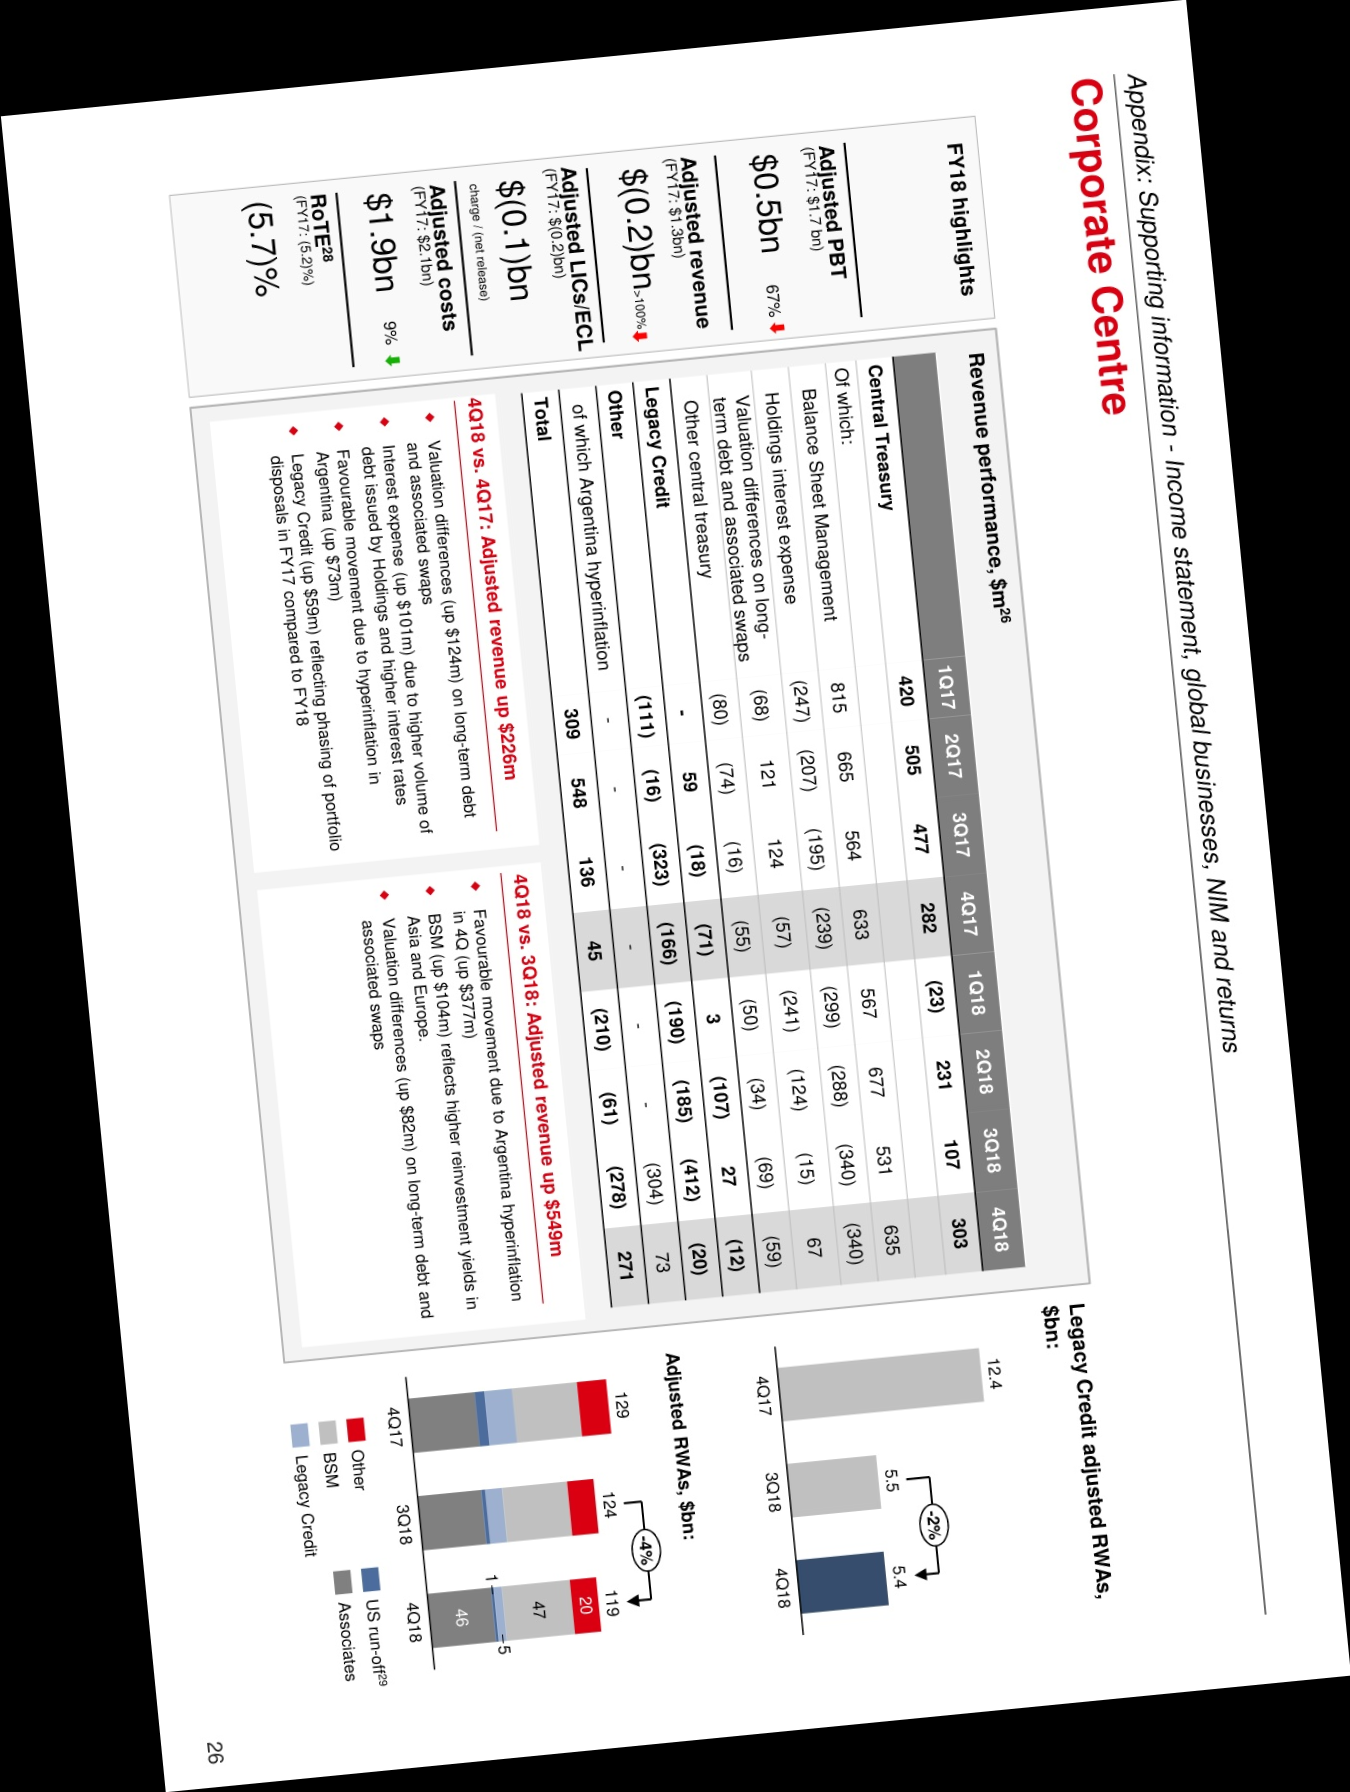 Appendix: Supporting information - Income statement, global businesses, NIM and returns
Corporate Centre
FY18 highlights
Adjusted PBT
(FY17: $1.7 bn)
$0.5bn 67%
Adjusted revenue
(FY17: $1.3bn)
$(0.2)bn >100%
Adjusted LICs/ECL
(FY17: $(0.2)bn)
$(0.1)bn
charge / (net release)
Adjusted costs
(FY17: $2.1bn)
$1.9bn 9%
RoTE28
(FY17: (5.2)%)
(5.7)%
Revenue performance, $m26
1Q17 2Q17 3Q17 4Q17 1Q18 2Q18 3Q18 4Q18
Central Treasury 420 505 477 282 (23) 231 107 303
Of which:
Balance Sheet Management 815 665 564 633 567 677 531 635
Holdings interest expense (247) (207) (195) (239) (299) (288) (340) (340)
Valuation differences on long-
term debt and associated swaps (68) 121 124 (57) (241) (124) (15) 67
Other central treasury (80) (74) (16) (55) (50) (34) (69) (59)
Legacy Credit - 59 (18) (71) 3 (107) 27 (12)
Other (111) (16) (323) (166) (190) (185) (412) (20)
of which Argentina hyperinflation - - - - - - (304) 73
Total 309 548 136 45 (210) (61) (278) 271
4Q18 vs. 4Q17: Adjusted revenue up $226m
◆ Valuation differences (up $124m) on long-term debt
and associated swaps
◆ Interest expense (up $101m) due to higher volume of
debt issued by Holdings and higher interest rates
◆ Favourable movement due to hyperinflation in
Argentina (up $73m)
◆ Legacy Credit (up $59m) reflecting phasing of portfolio
disposals in FY17 compared to FY18
4Q18 vs. 3Q18: Adjusted revenue up $549m
◆ Favourable movement due to Argentina hyperinflation
in 4Q (up $377m)
◆ BSM (up $104m) reflects higher reinvestment yields in
Asia and Europe.
◆ Valuation differences (up $82m) on long-term debt and
associated swaps
Legacy Credit adjusted RWAs,
$bn:
12.4
-2%
5.5
5.4
4Q17 3Q18 4Q18
Adjusted RWAs, $bn:
-4%
129
124
119
20
47
5
1
46
4Q17 3Q18 4Q18
Other
US run-off29
BSM
Associates
Legacy Credit
26